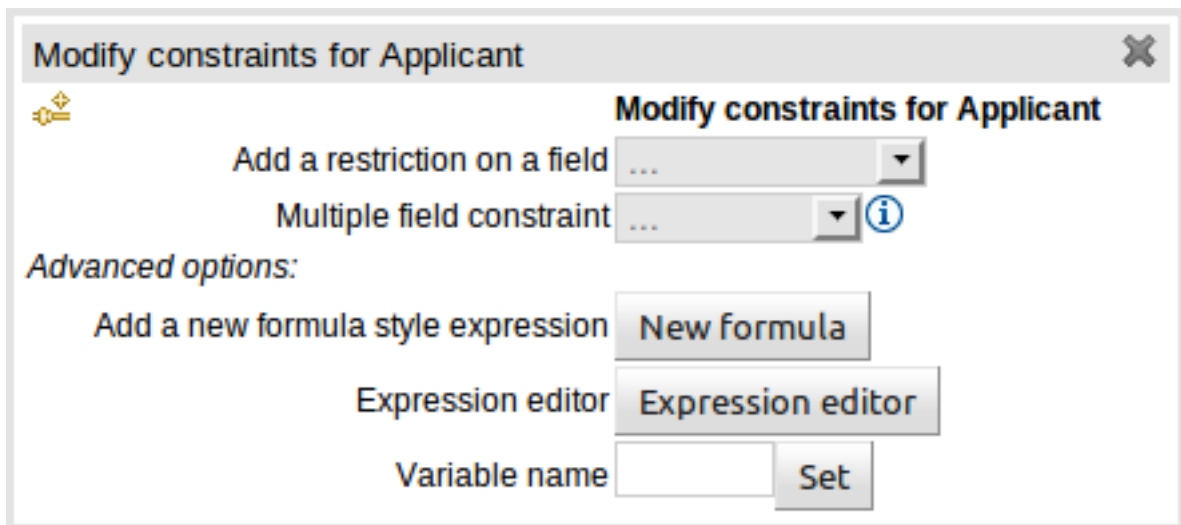 Modify constraints for Applicant
Modify constraints for Applicant
Add a restriction on a field ...
Multiple field constraint ...
Advanced options:
Add a new formula style expression New formula
Expression editor Expression editor
Variable name Set